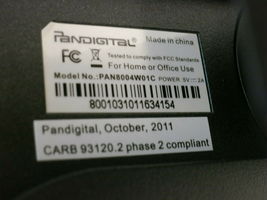 PANDIGITAL®
Made in china
FC Tested to comply with FCC Standards
For Home or Office Use
Model No.: PAN8004W01C POWER: 5V 2A
8001031011634154
Pandigital, October, 2011
CARB 93120.2 phase 2 compliant